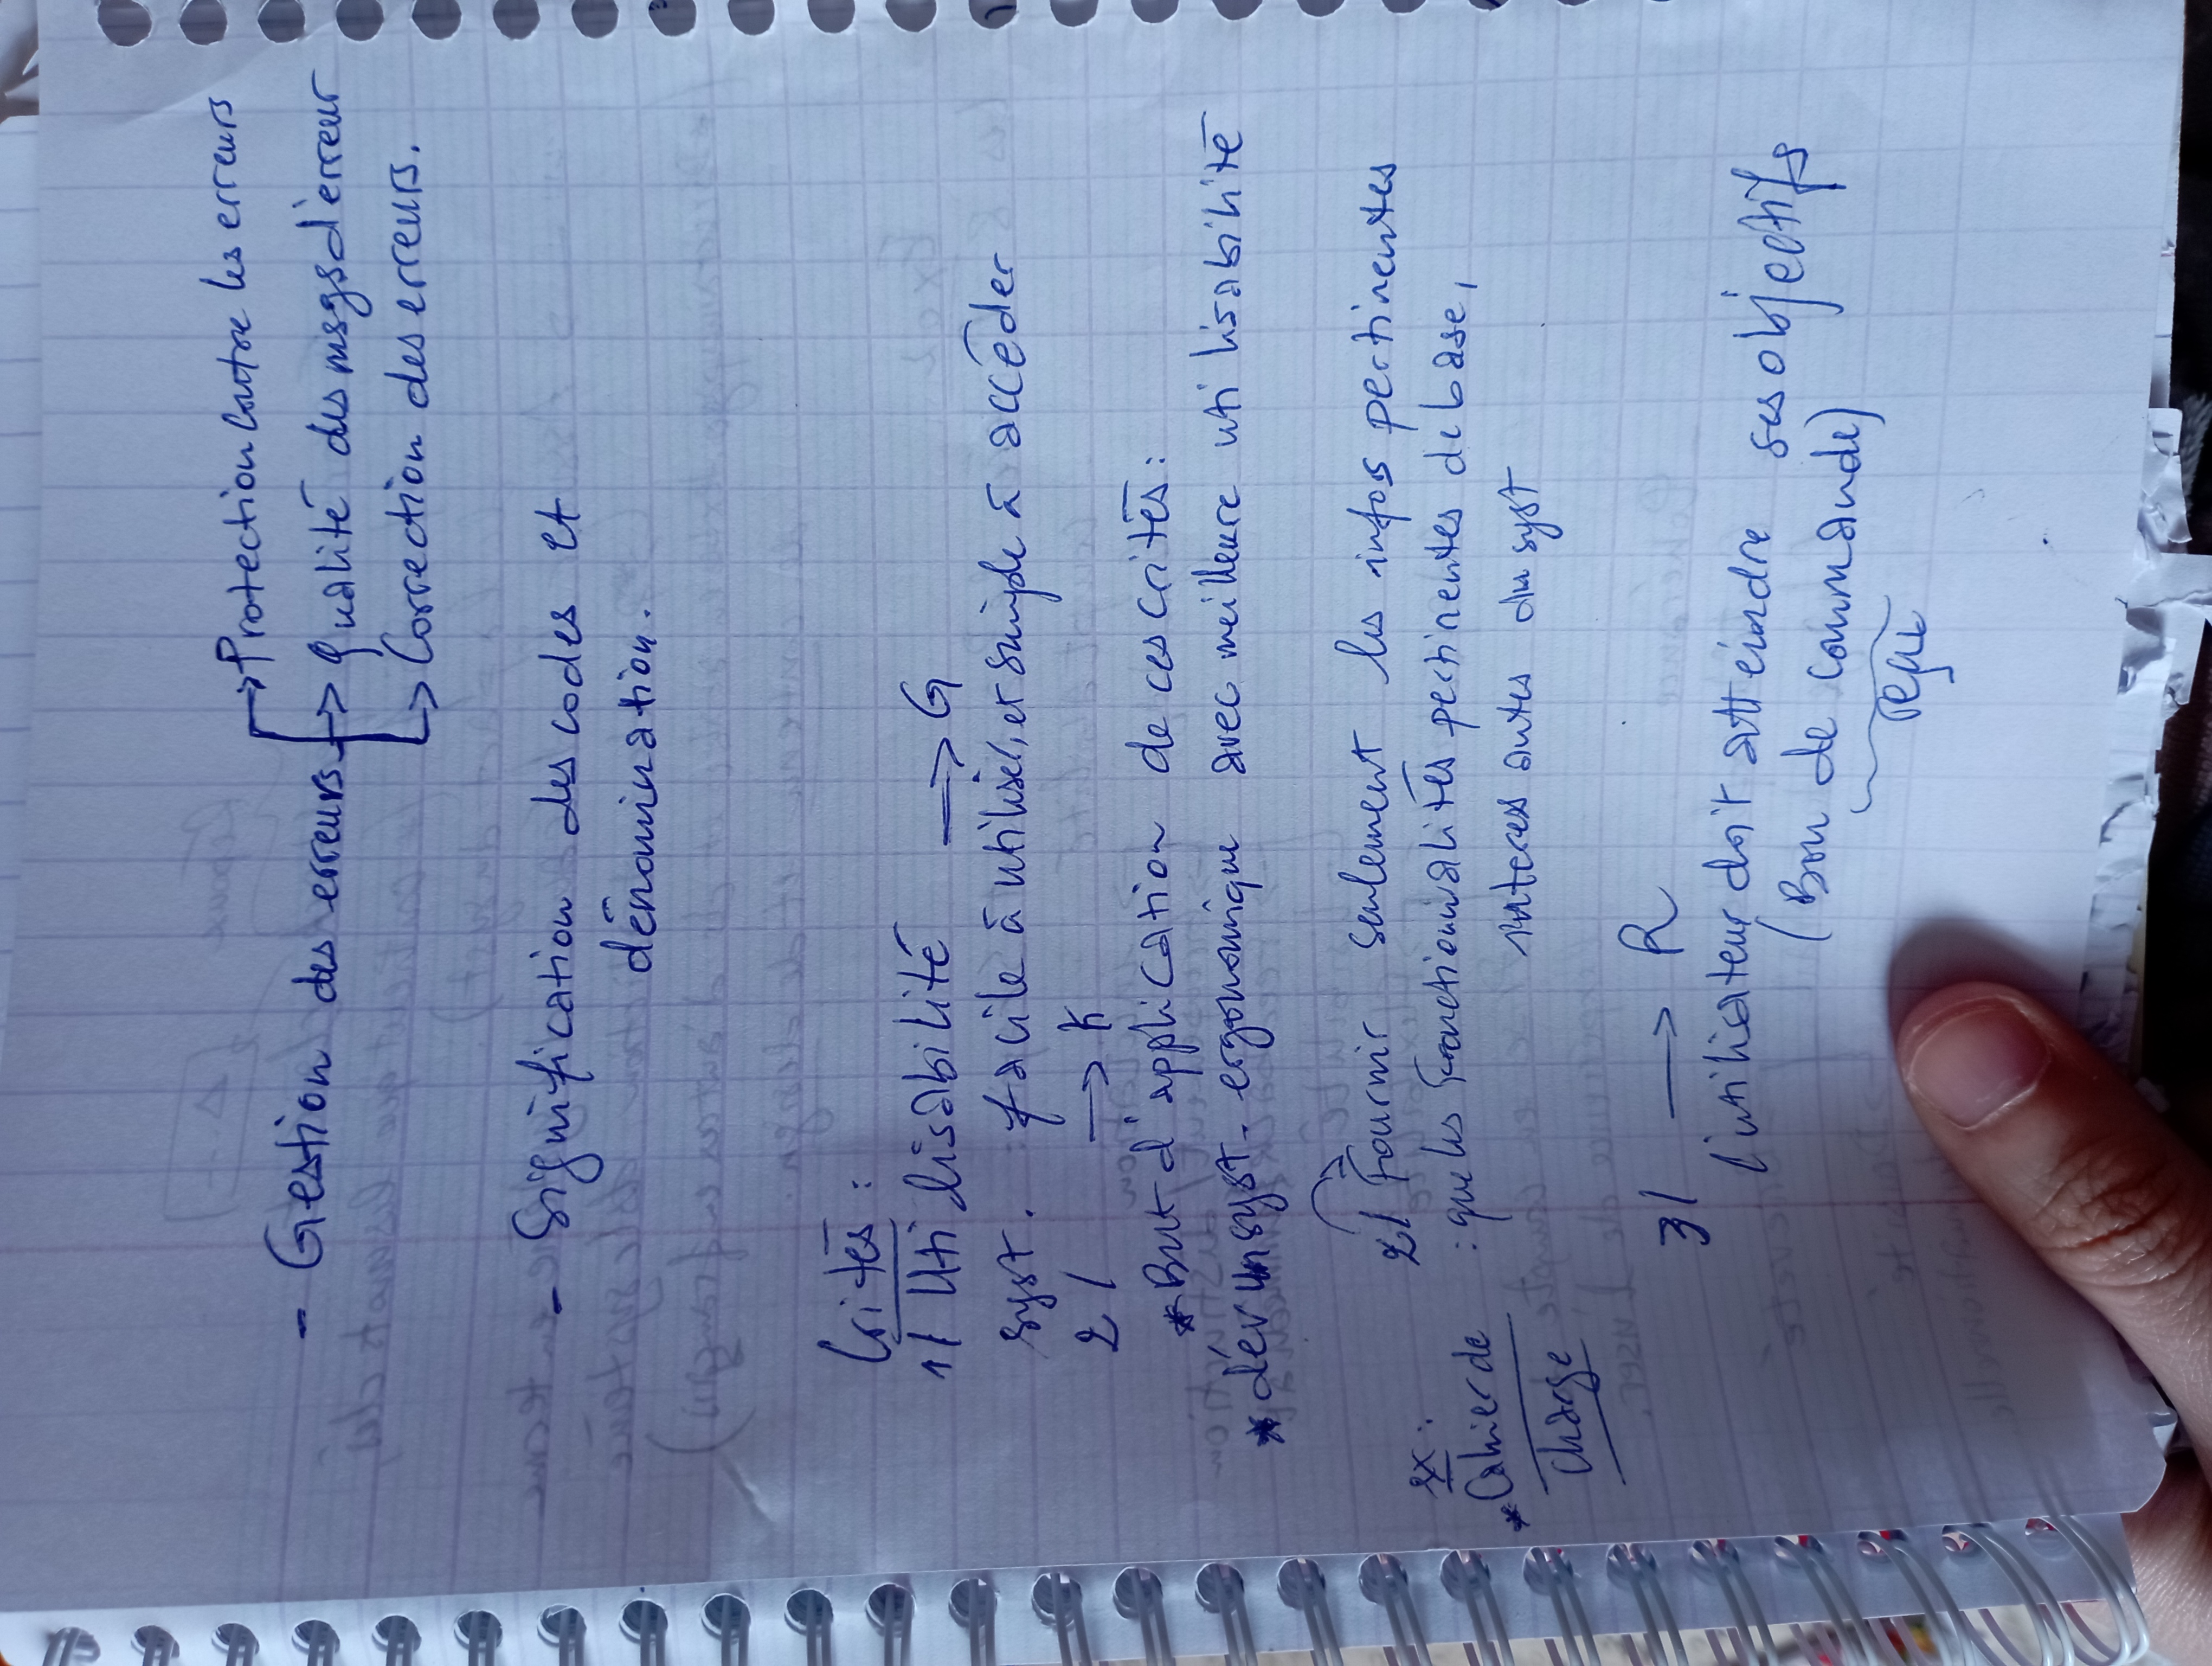 → Protection contre les erreurs
- Gestion des erreurs → Qualité des msgs d'erreur
→ Correction des erreurs.
- Signification des codes et
dénomination.
Crités :
1/ Utilisabilité → G
syst. facile à utiliser, et simple à accéder
2/ → K
* But d'application de ces crités :
* dév un syst. ergonomique avec meilleure utilisabilité
2/ Fournir seulement les infos pertinentes
ex :
: que les Fonctionnalités pertinentes de base,
* Cahier de
interessantes du syst
Charge
3/ → R
l'utilisateur doit atteindre ses objectifs
(Bon de commande)